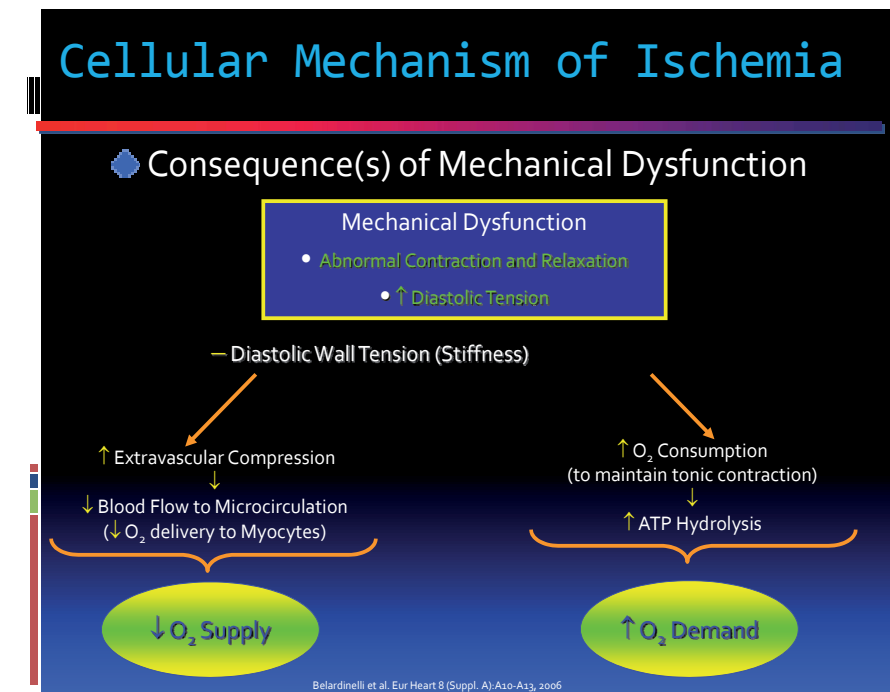 Cellular Mechanism of Ischemia
Consequence(s) of Mechanical Dysfunction
Mechanical Dysfunction
• Abnormal Contraction and Relaxation
• ↑ Diastolic Tension
– Diastolic Wall Tension (Stiffness)
↑ Extravascular Compression
↓
↓ Blood Flow to Microcirculation
(↓ O₂ delivery to Myocytes)
↓ O₂ Supply
↑ O₂ Consumption
(to maintain tonic contraction)
↓
↑ ATP Hydrolysis
↑ O₂ Demand
Belardinelli et al. Eur Heart 8 (Suppl. A):A10-A13, 2006